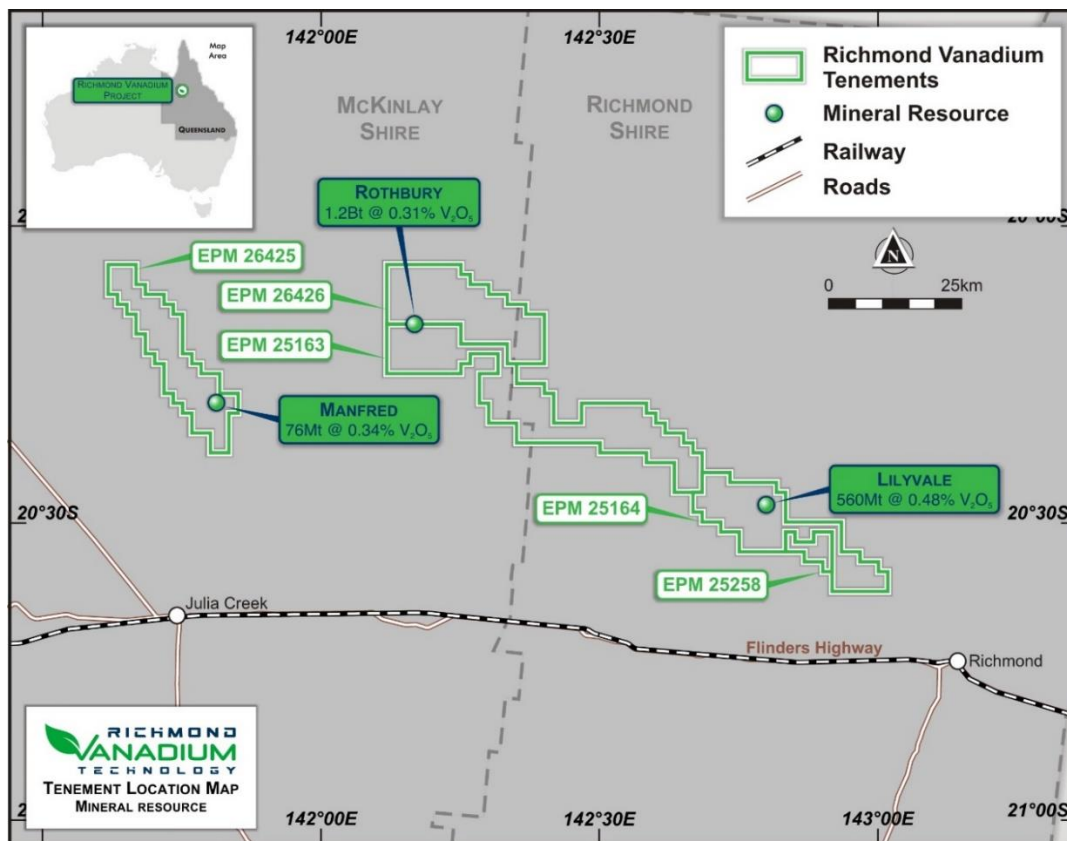 142°00E
142°30E
Map
Area
RICHMOND VANADIUM
PROJECT
QUEENSLAND
MCKINLAY
SHIRE
RICHMOND
SHIRE
Richmond Vanadium
Tenements
Mineral Resource
Railway
Roads
ROTHBURY
1.2Bt @ 0.31% V₂O₅
20°00S
EPM 26425
EPM 26426
EPM 25163
N
0 25km
MANFRED
76Mt @ 0.34% V₂O₅
LILYVALE
560Mt @ 0.48% V₂O₅
EPM 25164
20°30S
20°30S
EPM 25258
Julia Creek
Flinders Highway
Richmond
RICHMOND
VANADIUM
TECHNOLOGY
TENEMENT LOCATION MAP
MINERAL RESOURCE
142°00E
142°30E
143°00E
21°00S